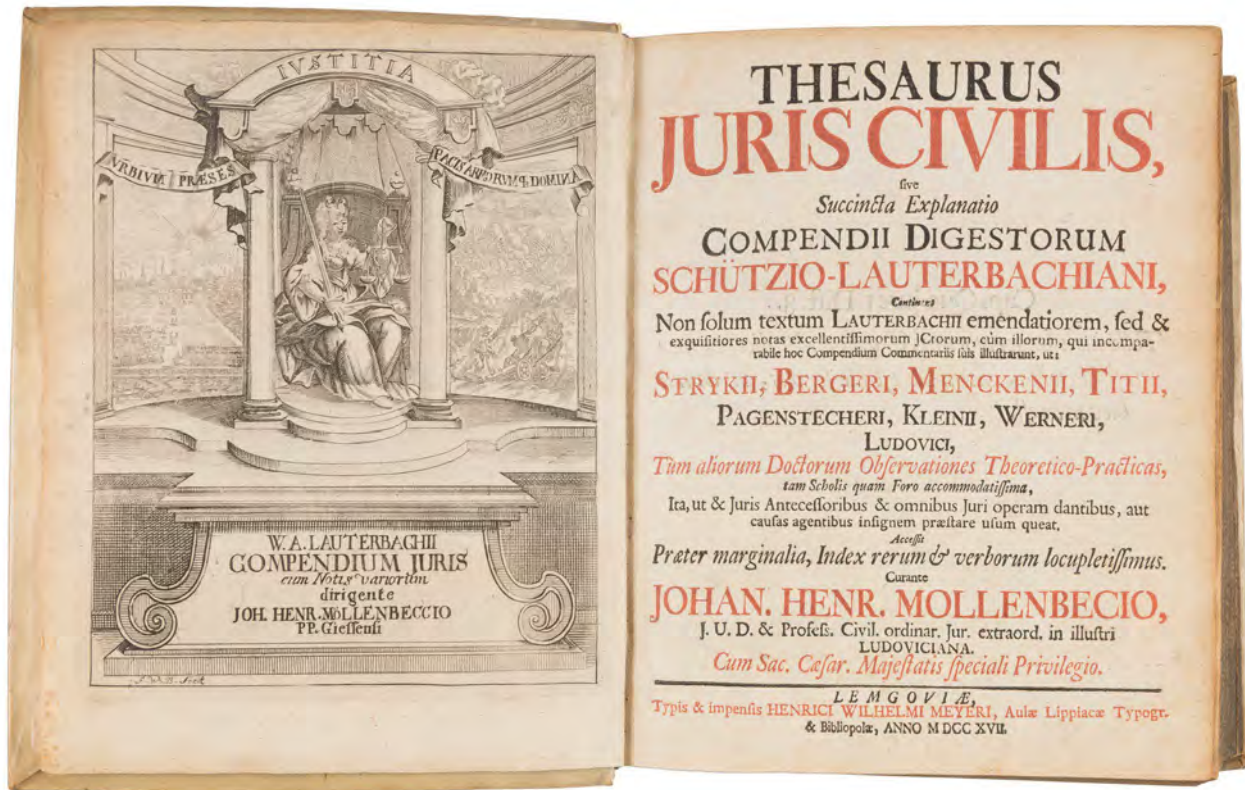 IVSTITIA
VRBIVM PRÆSES
PACIS ARMORVMQ DOMINA
W. A. LAUTERBACHII
COMPENDIUM JURIS
cum Notis variorum
dirigente
JOH. HENR. MOLLENBECCIO
PP. Giessensi
THESAURUS
JURIS CIVILIS,
ſive
Succincta Explanatio
COMPENDII DIGESTORUM
SCHÜTZIO-LAUTERBACHIANI,
Continens
Non ſolum textum LAUTERBACHII emendatiorem, ſed &
exquiſitiores notas excellentiſſimorum JCtorum, cùm illorum, qui incompa-
rabile hoc Compendium Commentariis ſuis illuſtrarunt, uti
STRYKII, BERGERI, MENCKENII, TITII,
PAGENSTECHERI, KLEINII, WERNERI,
LUDOVICI,
Tùm aliorum Doctorum Obſervationes Theoretico-Practicas,
tam Scholis quam Foro accommodatiſſima,
Ita, ut & Juris Anteceſſoribus & omnibus Juri operam dantibus, aut
cauſas agentibus inſignem præſtare uſum queat.
Acceſſit
Præter marginalia, Index rerum & verborum locupletiſſimus.
Curante
JOHAN. HENR. MOLLENBECIO,
J. U. D. & Profeſſ. Civil. ordinar. Jur. extraord. in illuſtri
LUDOVICIANA.
Cum Sac. Cæſar. Majeſtatis ſpeciali Privilegio.
LEMGOVIÆ,
Typis & impenſis HENRICI WILHELMI MEYERI, Aulæ Lippiacæ Typogr.
& Bibliopolæ, ANNO M DCC XVII.